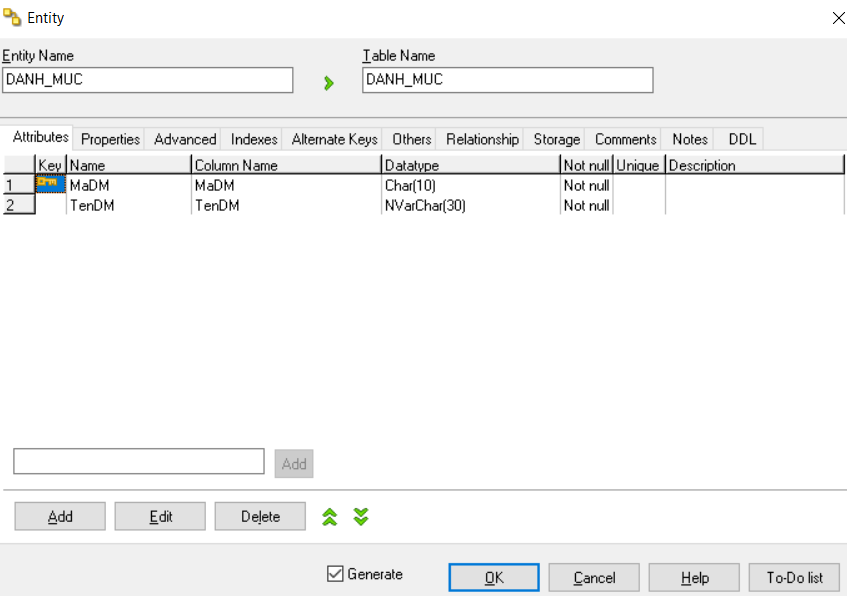 Entity
Entity Name Table Name
DANH_MUC DANH_MUC
Attributes Properties Advanced Indexes Alternate Keys Others Relationship Storage Comments Notes DDL
Key Name Column Name Datatype Not null Unique Description
1 MaDM MaDM Char(10) Not null
2 TenDM TenDM NVarChar(30) Not null
Add
Add Edit Delete
Generate OK Cancel Help To-Do list